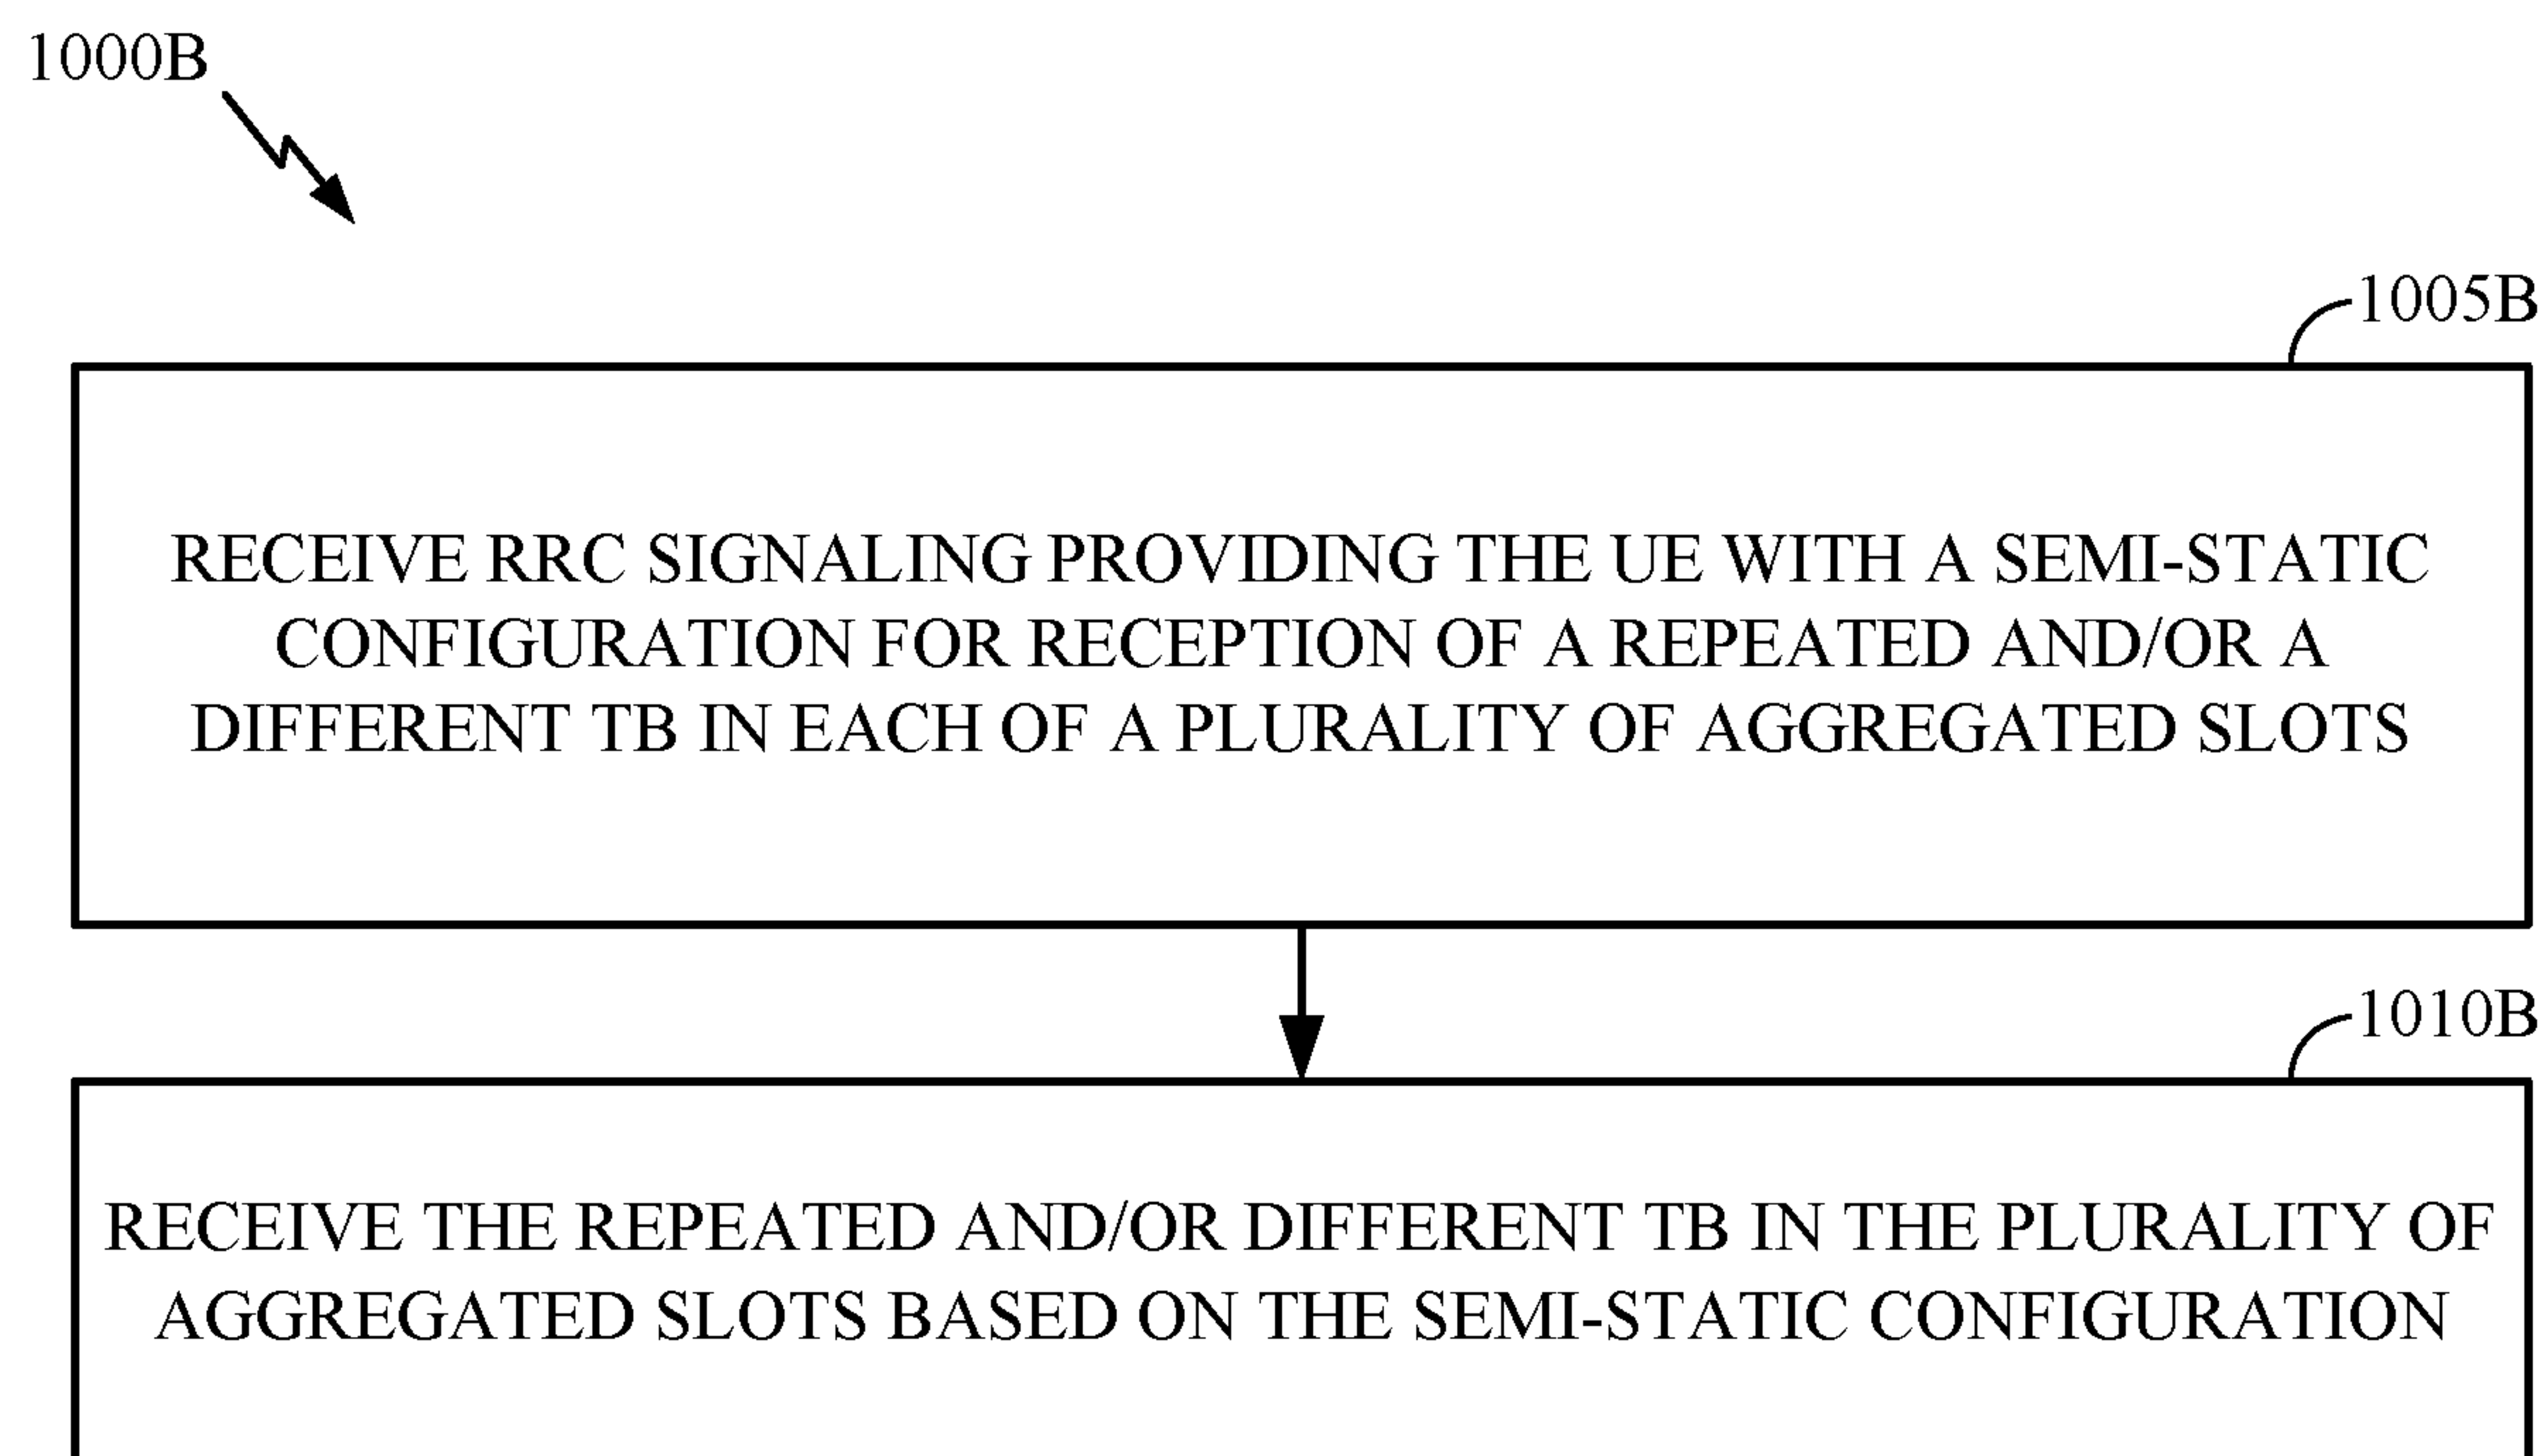 1000B
1005B
RECEIVE RRC SIGNALING PROVIDING THE UE WITH A SEMI-STATIC
CONFIGURATION FOR RECEPTION OF A REPEATED AND/OR A
DIFFERENT TB IN EACH OF A PLURALITY OF AGGREGATED SLOTS
1010B
RECEIVE THE REPEATED AND/OR DIFFERENT TB IN THE PLURALITY OF
AGGREGATED SLOTS BASED ON THE SEMI-STATIC CONFIGURATION